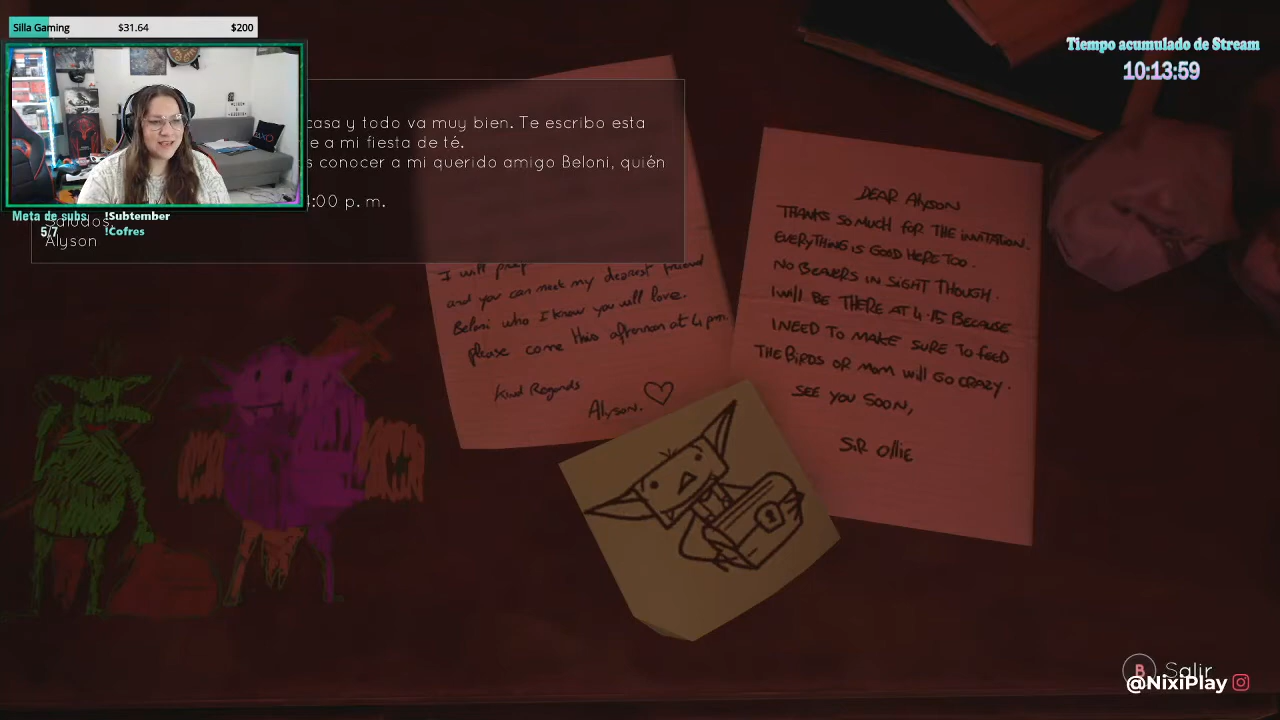 Silla Gaming $31.64 $200
Tiempo acumulado de Stream
10:13:59
casa y todo va muy bien. Te escribo esta
e a mi fiesta de té.
s conocer a mi querido amigo Beloni, quién
:00 p. m.
Meta de subs !Subtember
5/7 !Cofres
Saludos,
Alyson
I will prep
and you can meet my dearest friend
Beloni who I know you will love.
please come this afternoon at 4 pm.
Kind Regards
Alyson.
DEAR Alyson
THANKS SO MUCH FOR THE INVITATION.
EVERYTHING IS GOOD HERE TOO.
NO BEAVERS IN SIGHT THOUGH.
I will BE THERE AT 4.15 BECAUSE
I NEED TO MAKE SURE TO FEED
THE BIRDS OR MOM will GO CRAZY.
SEE YOU SOON,
SIR Ollie
B Salir
@NixiPlay